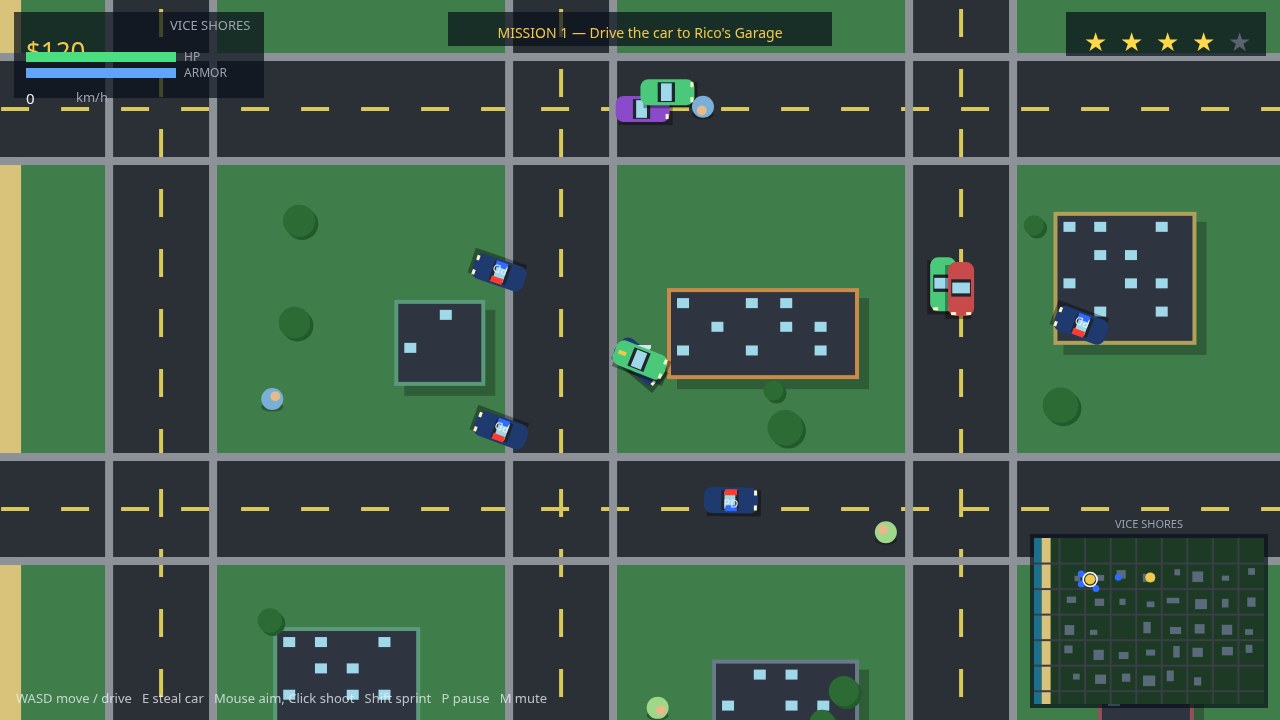 VICE SHORES
$120
HP
ARMOR
0 km/h
MISSION 1 — Drive the car to Rico's Garage
★ ★ ★ ★ ★
VICE SHORES
WASD move / drive E steal car Mouse aim, Click shoot Shift sprint P pause M mute